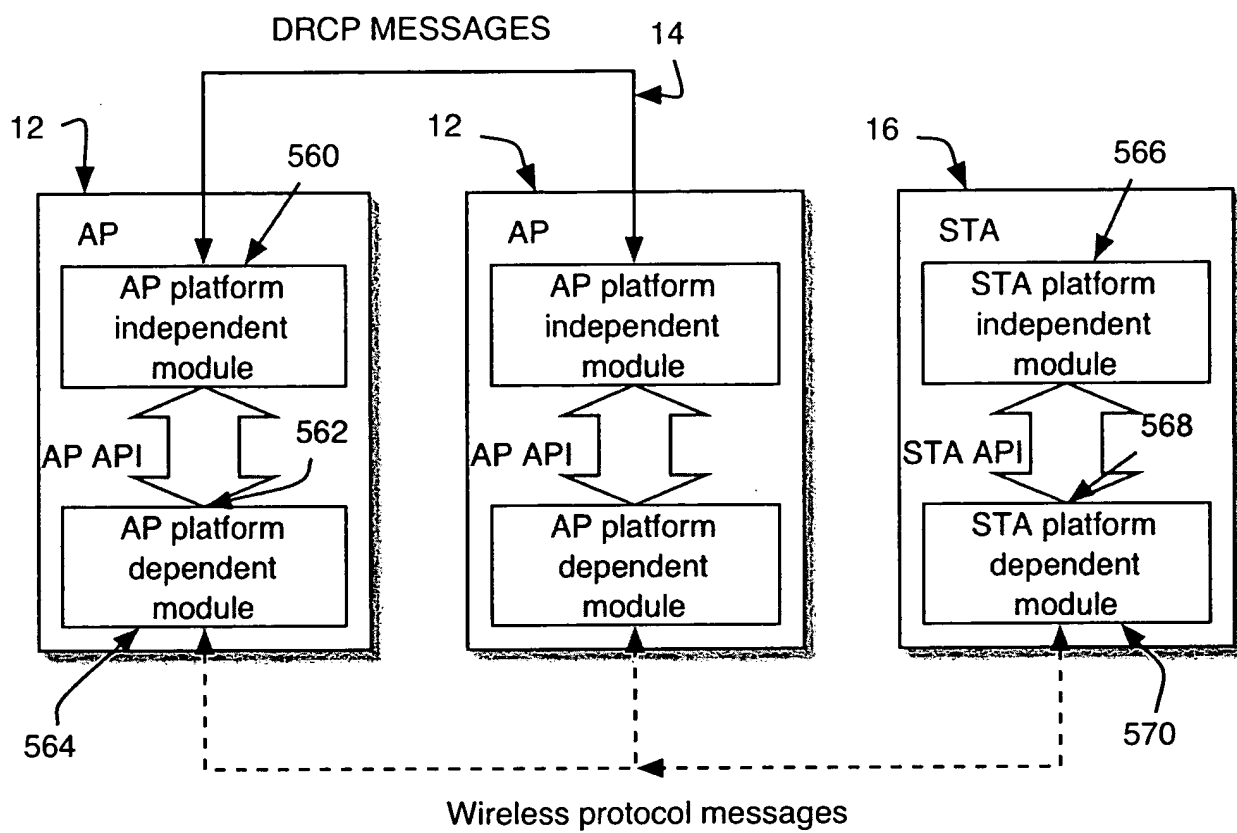 DRCP MESSAGES
14
12
12
16
560
566
AP
AP
STA
AP platform
independent
module
AP platform
independent
module
STA platform
independent
module
562
568
AP API
AP API
STA API
AP platform
dependent
module
AP platform
dependent
module
STA platform
dependent
module
564
570
Wireless protocol messages